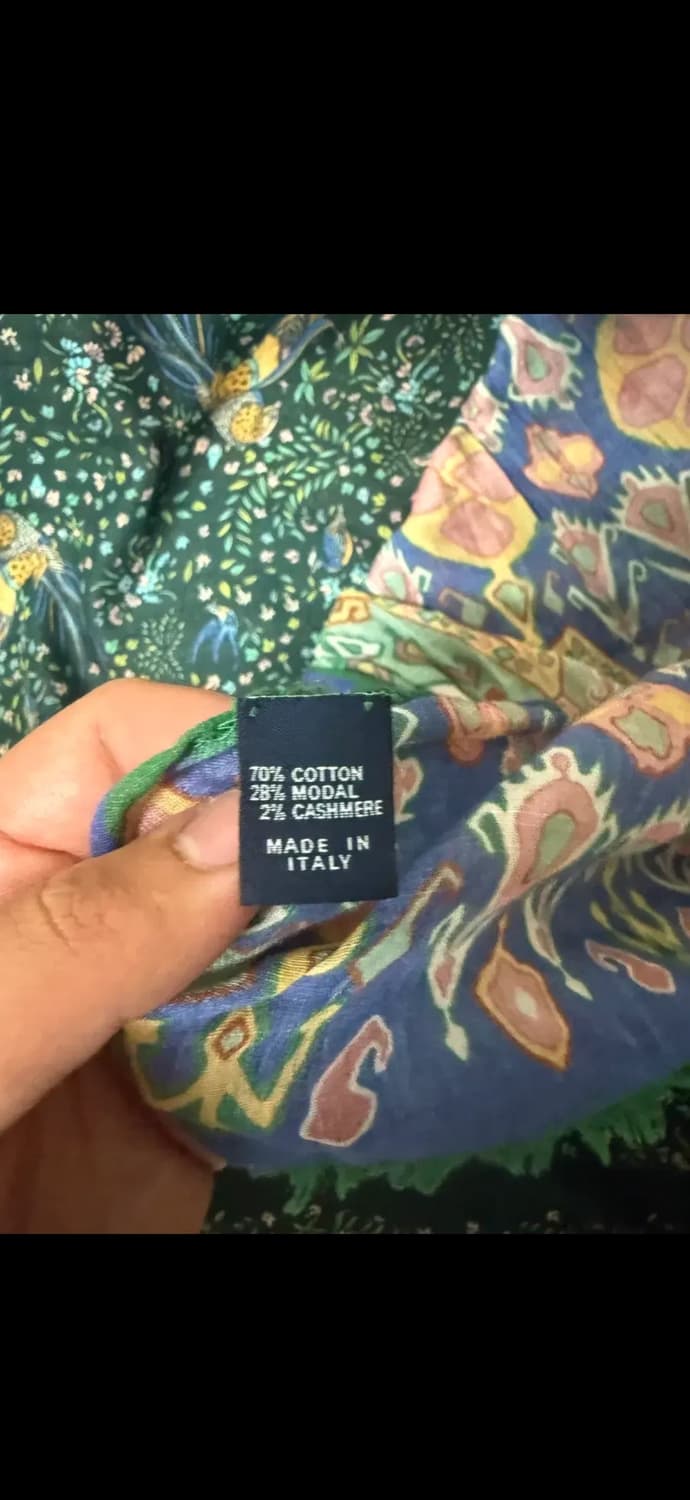 70% COTTON
28% MODAL
2% CASHMERE
MADE IN
ITALY